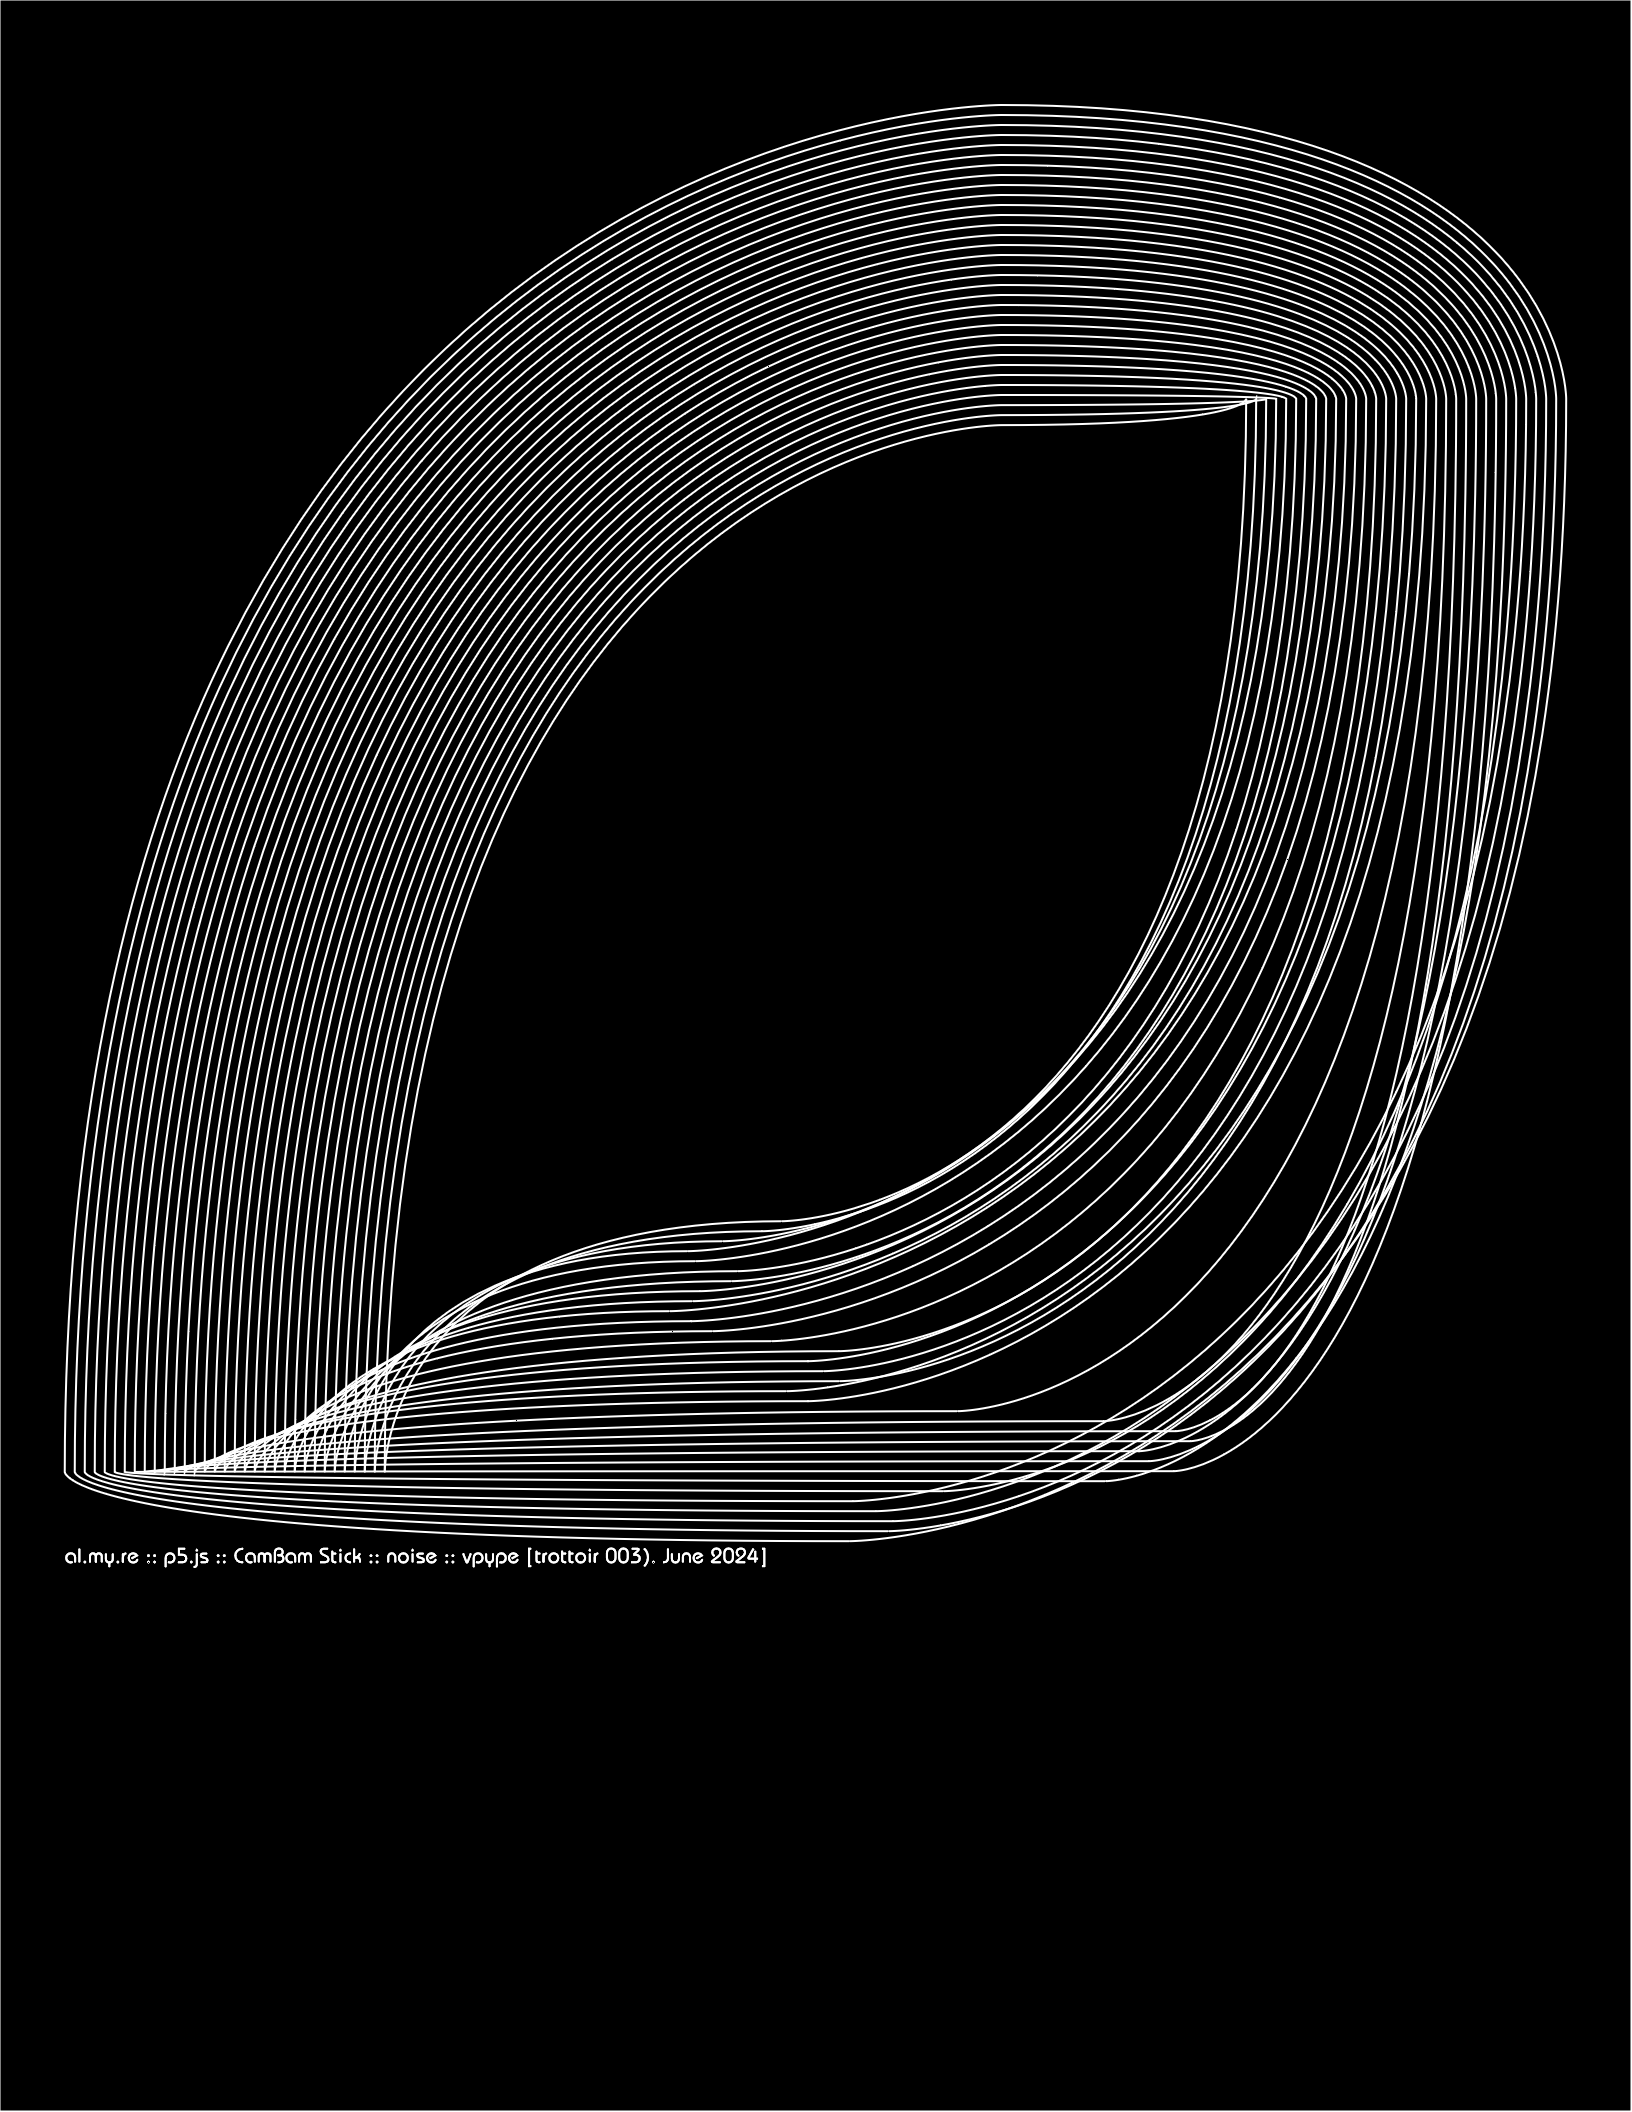 al.my.re :: p5.js :: CamBam Stick :: noise :: vpype [trottoir 003). June 2024]